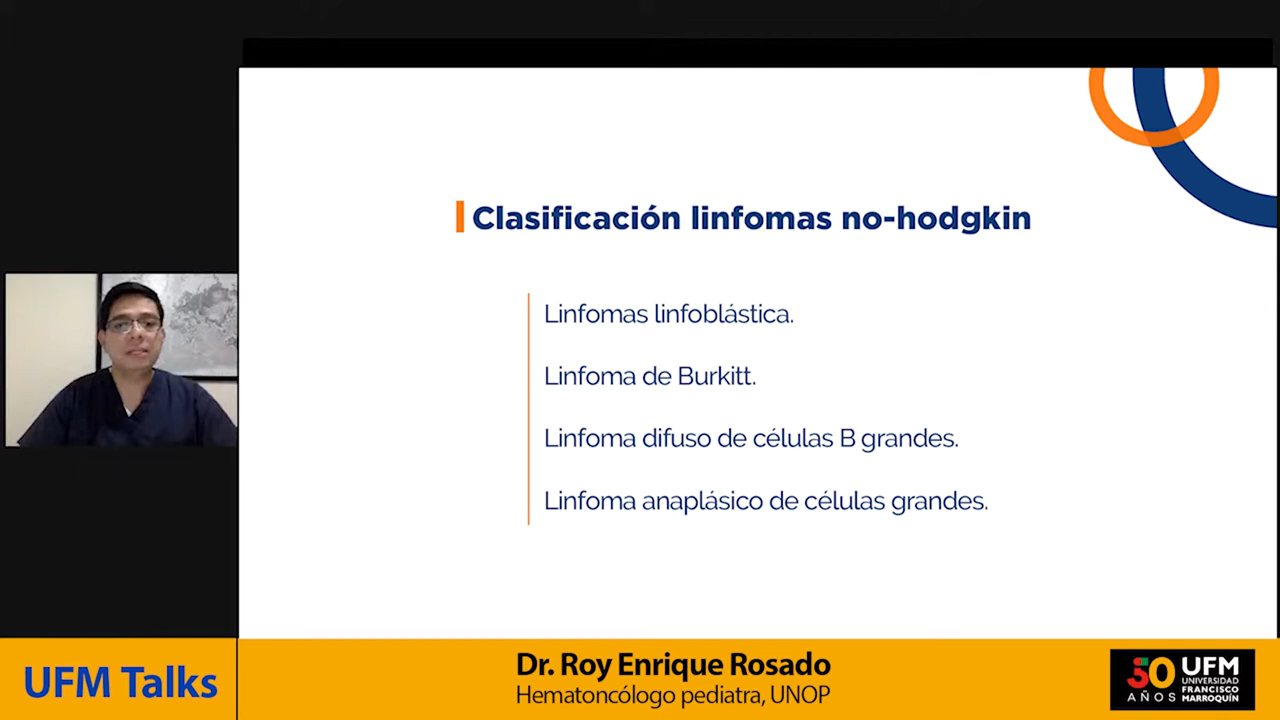 Clasificación linfomas no-hodgkin
Linfomas linfoblástica.
Linfoma de Burkitt.
Linfoma difuso de células B grandes.
Linfoma anaplásico de células grandes.
UFM Talks
Dr. Roy Enrique Rosado
Hematoncólogo pediatra, UNOP
50
AÑOS
UFM
UNIVERSIDAD
FRANCISCO
MARROQUÍN